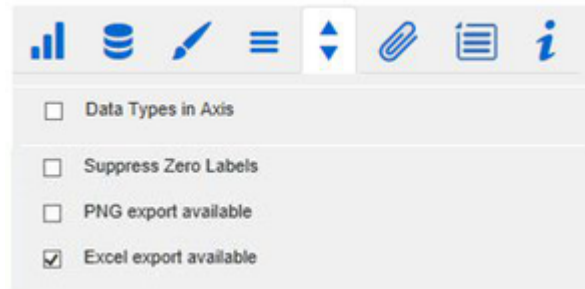 Data Types in Axis
Suppress Zero Labels
PNG export available
Excel export available